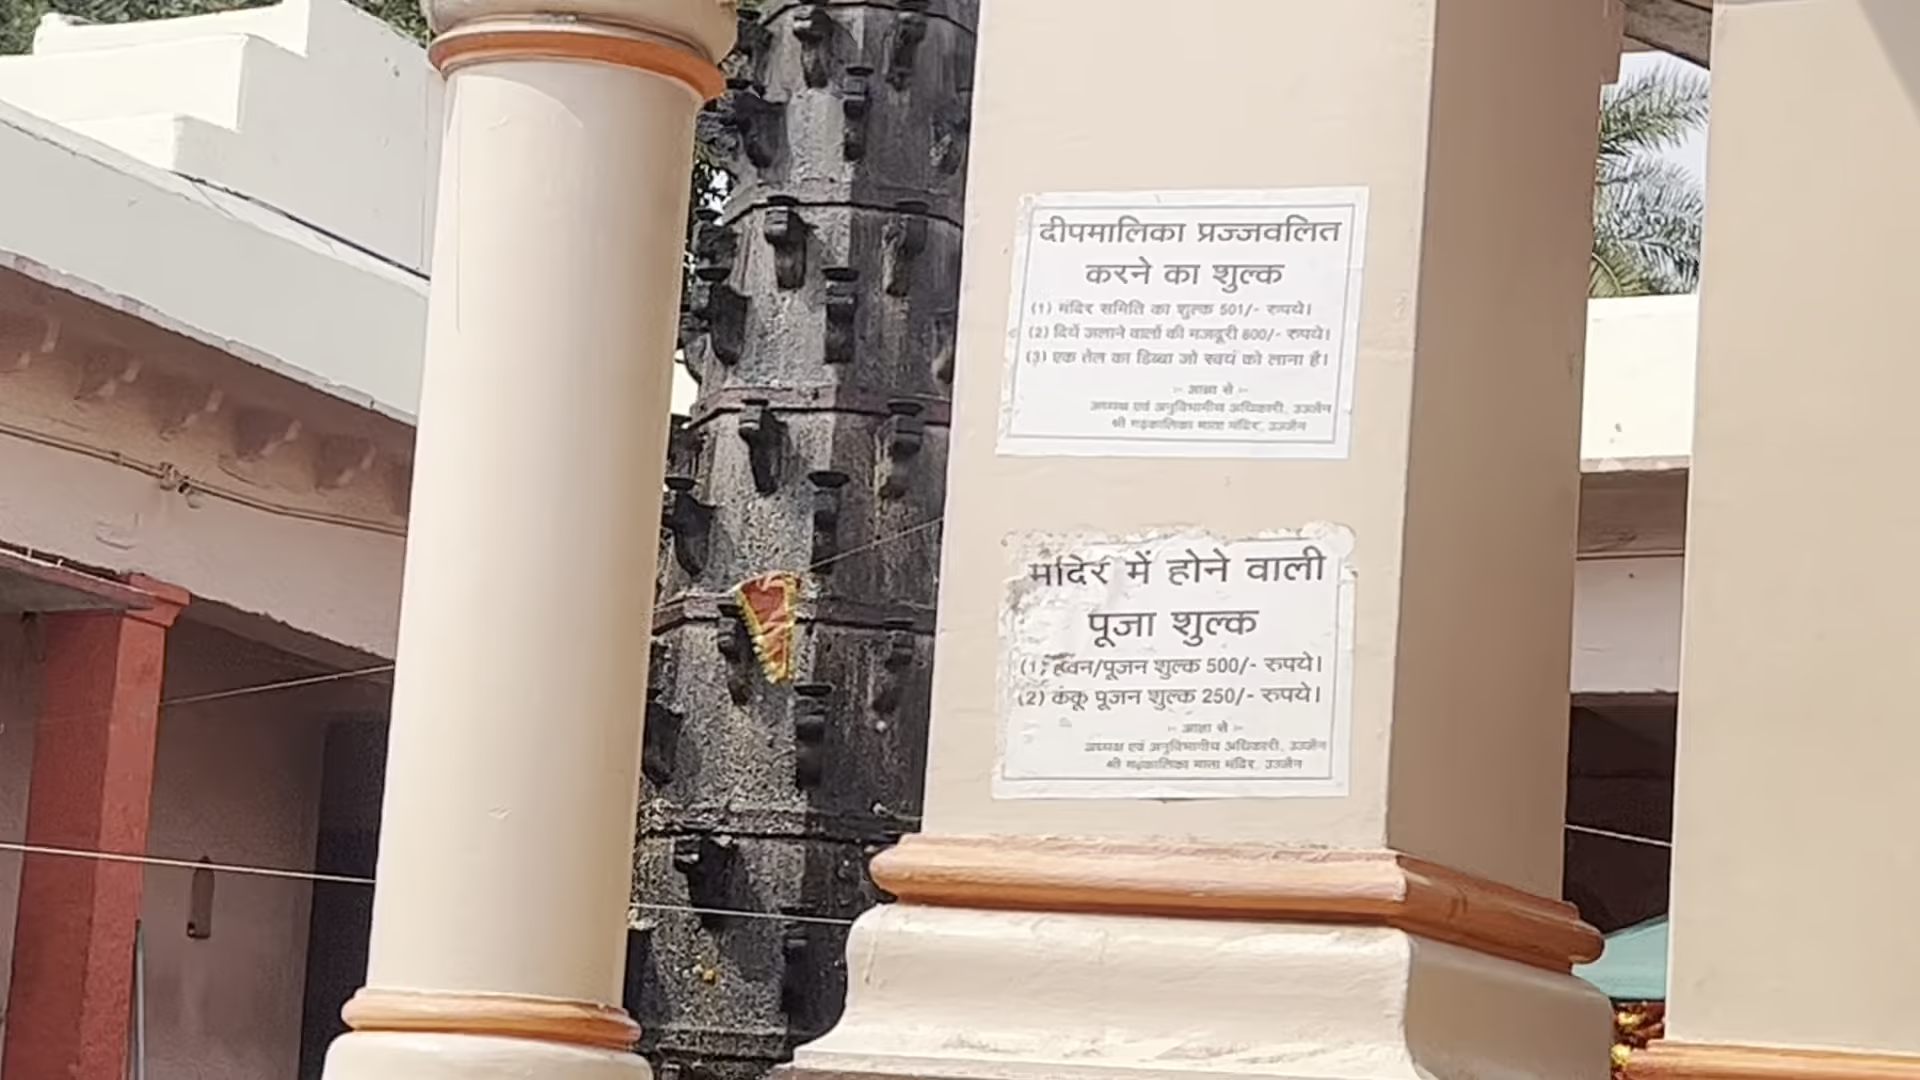 दीपमालिका प्रज्जवलित
करने का शुल्क
(1) मंदिर समिति का शुल्क 501/- रुपये।
(2) दियें जलाने वालों की मजदूरी 800/- रुपये।
(3) एक तेल का डिब्बा जो स्वयं को लाना है।
:- आज्ञा से :-
अध्यक्ष एवं अनुविभागीय अधिकारी, उज्जैन
श्री गढ़कालिका माता मंदिर, उज्जैन
मंदिर में होने वाली
पूजा शुल्क
(1) हवन/पूजन शुल्क 500/- रुपये।
(2) कंकू पूजन शुल्क 250/- रुपये।
:- आज्ञा से :-
अध्यक्ष एवं अनुविभागीय अधिकारी, उज्जैन
श्री गढ़कालिका माता मंदिर, उज्जैन